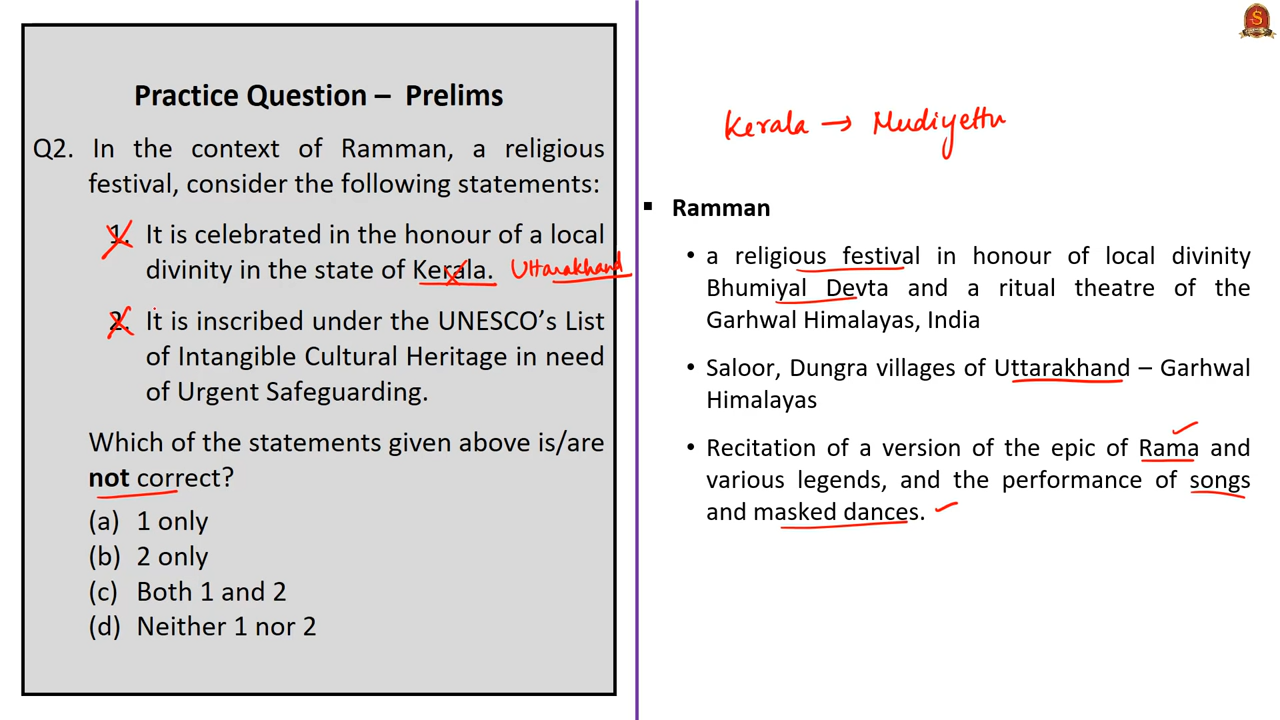 Practice Question – Prelims
Q2. In the context of Ramman, a religious
festival, consider the following statements:
1. It is celebrated in the honour of a local
divinity in the state of Kerala. Uttarakhand
2. It is inscribed under the UNESCO's List
of Intangible Cultural Heritage in need
of Urgent Safeguarding.
Which of the statements given above is/are
not correct?
(a) 1 only
(b) 2 only
(c) Both 1 and 2
(d) Neither 1 nor 2
Kerala → Mudiyettu
▪ Ramman
• a religious festival in honour of local divinity
Bhumiyal Devta and a ritual theatre of the
Garhwal Himalayas, India
• Saloor, Dungra villages of Uttarakhand – Garhwal
Himalayas
• Recitation of a version of the epic of Rama and
various legends, and the performance of songs
and masked dances.
S